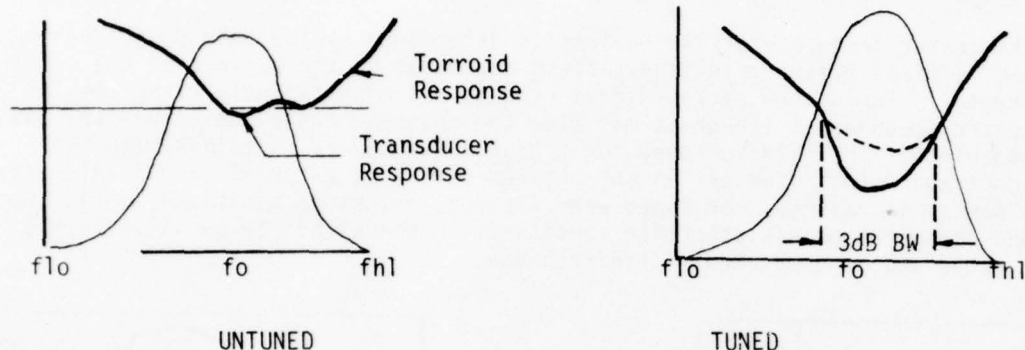 Torroid
Response
Transducer
Response
flo fo fhl
UNTUNED
3dB BW
flo fo fhl
TUNED